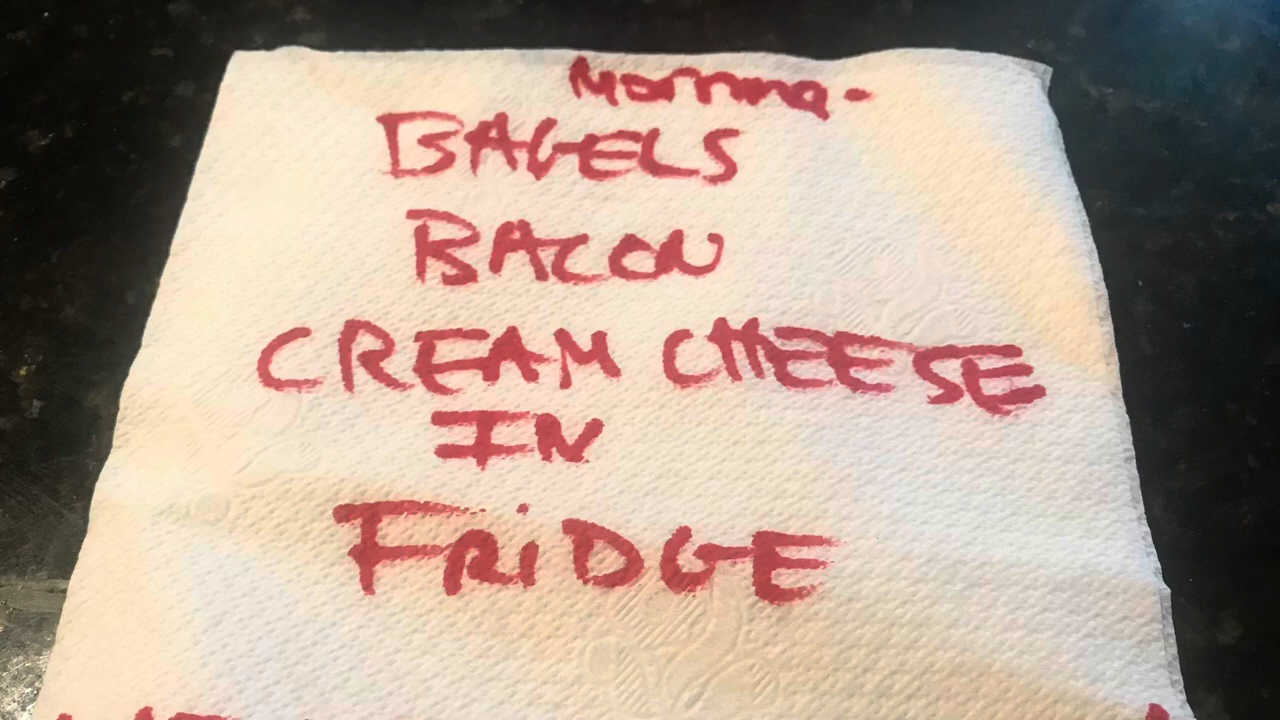 Morning -
BAGELS
BACON
CREAM CHEESE
IN
FRiDGE